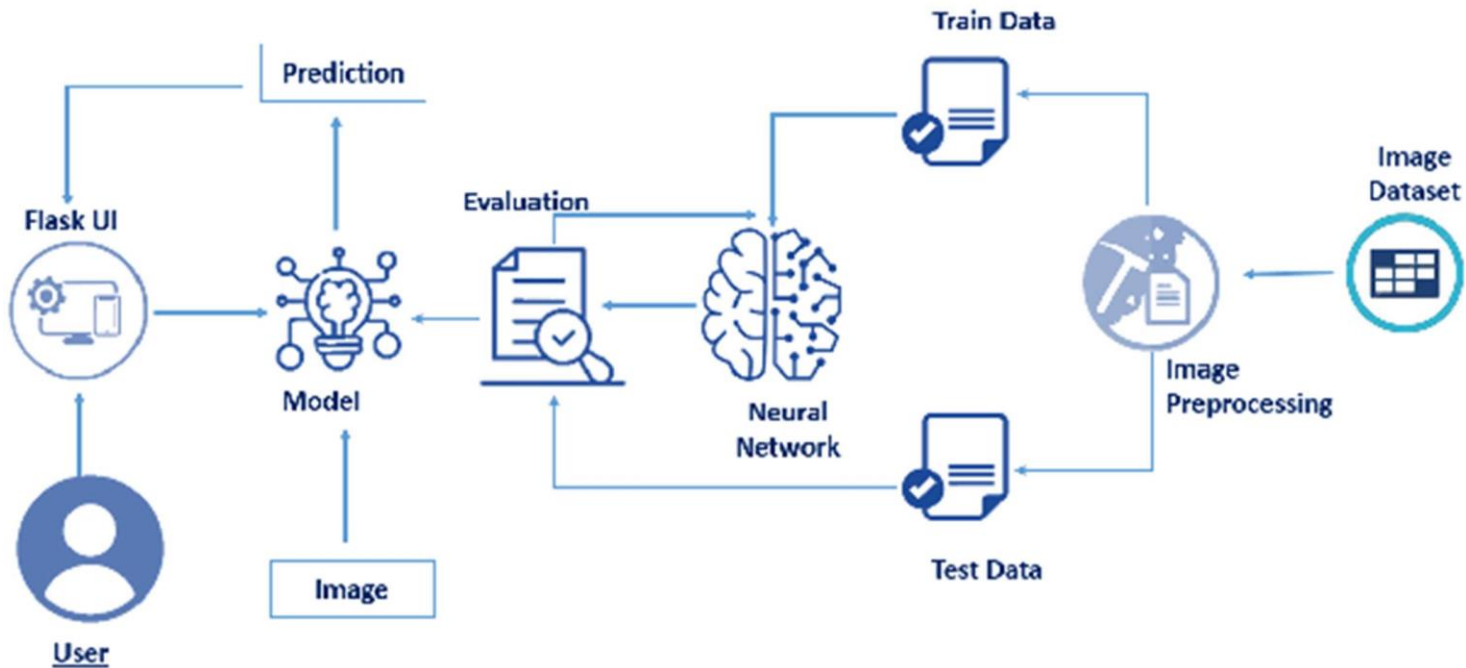 Train Data
Prediction
Image
Dataset
Evaluation
Flask UI
Image
Preprocessing
Model
Neural
Network
Test Data
Image
User